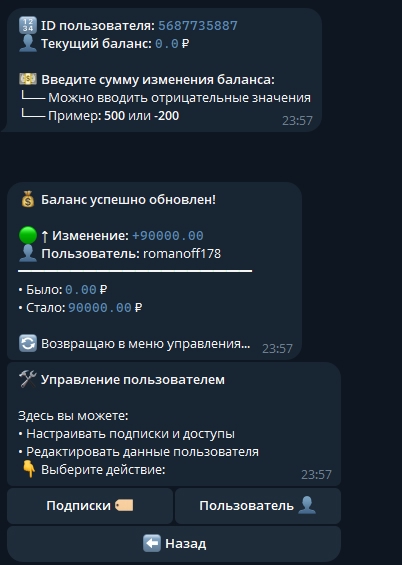 ID пользователя: 5687735887
Текущий баланс: 0.0 ₽
Введите сумму изменения баланса:
└── Можно вводить отрицательные значения
└── Пример: 500 или -200
23:57
Баланс успешно обновлен!
↑ Изменение: +90000.00
Пользователь: romanoff178
• Было: 0.00 ₽
• Стало: 90000.00 ₽
Возвращаю в меню управления...
23:57
Управление пользователем
Здесь вы можете:
• Настраивать подписки и доступы
• Редактировать данные пользователя
Выберите действие:
23:57
Подписки
Пользователь
Назад